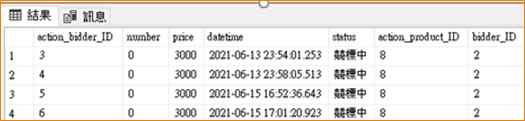 結果 訊息
action_bidder_ID number price datetime status action_product_ID bidder_ID
1 3 0 3000 2021-06-13 23:54:01.253 競標中 8 2
2 4 0 3000 2021-06-13 23:58:05.513 競標中 8 2
3 5 0 3000 2021-06-15 16:52:36.643 競標中 8 2
4 6 0 3000 2021-06-15 17:01:20.923 競標中 8 2